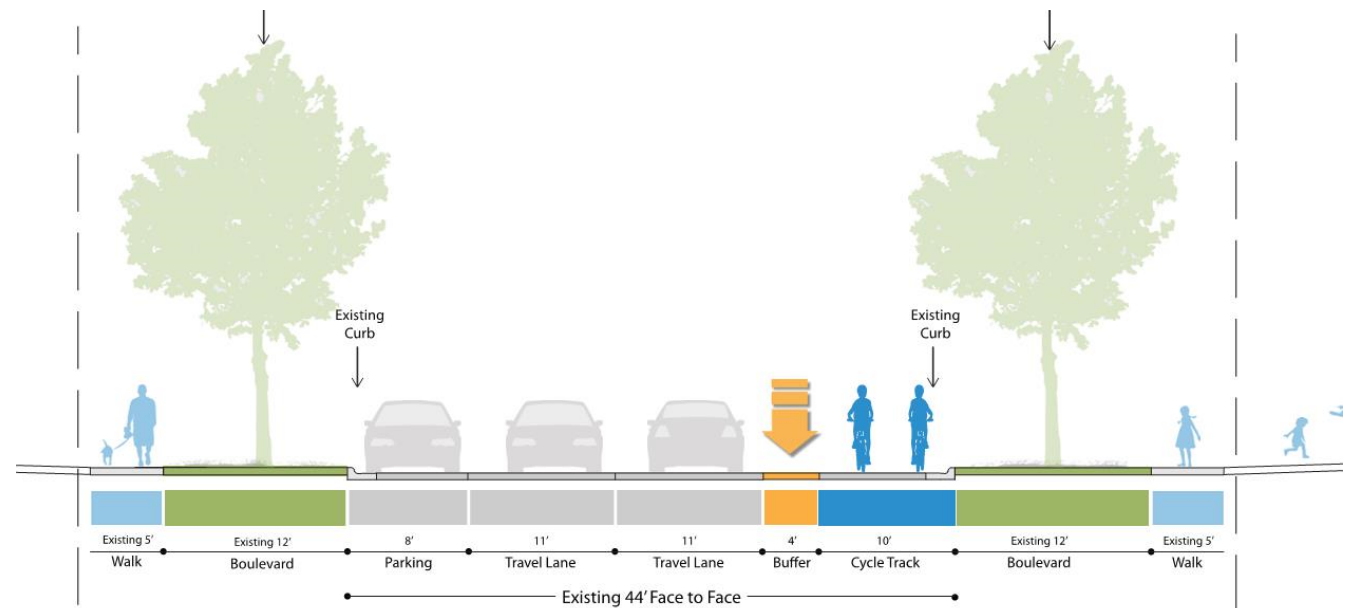 Existing
Curb
Existing
Curb
Existing 5' Existing 12' 8' 11' 11' 4' 10' Existing 12' Existing 5'
Walk Boulevard Parking Travel Lane Travel Lane Buffer Cycle Track Boulevard Walk
Existing 44' Face to Face